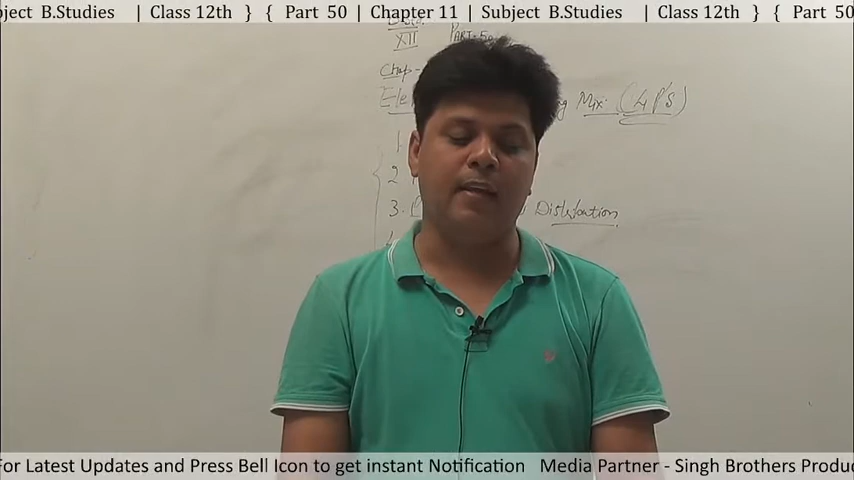 ject B.Studies | Class 12th } { Part 50 | Chapter 11 | Subject B.Studies | Class 12th } { Part 50
XII PART-50
Chap-
Ele Mix (4 P's)
1.
2
3. Distribution
For Latest Updates and Press Bell Icon to get instant Notification Media Partner - Singh Brothers Produc